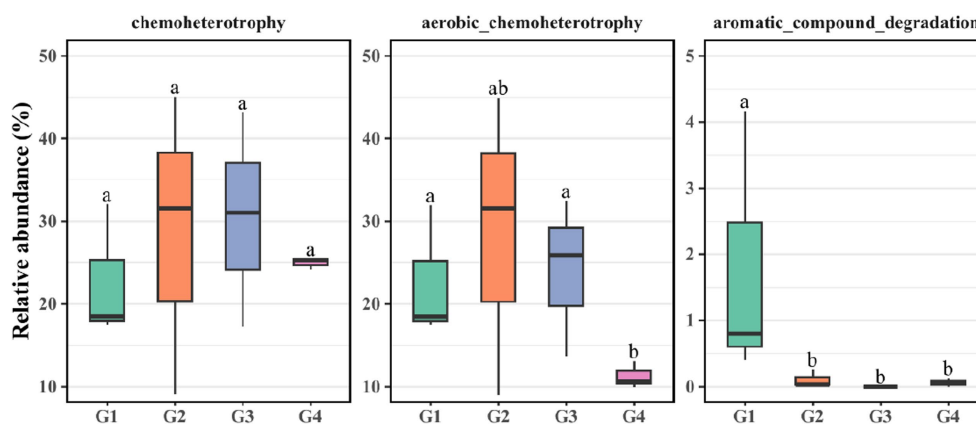 chemoheterotrophy
aerobic_chemoheterotrophy
aromatic_compound_degradation
Relative abundance (%)
50
40
30
20
10
a
a
a
a
G1
G2
G3
G4
50
40
30
20
10
a
ab
a
b
G1
G2
G3
G4
5
4
3
2
1
0
a
b
b
b
G1
G2
G3
G4